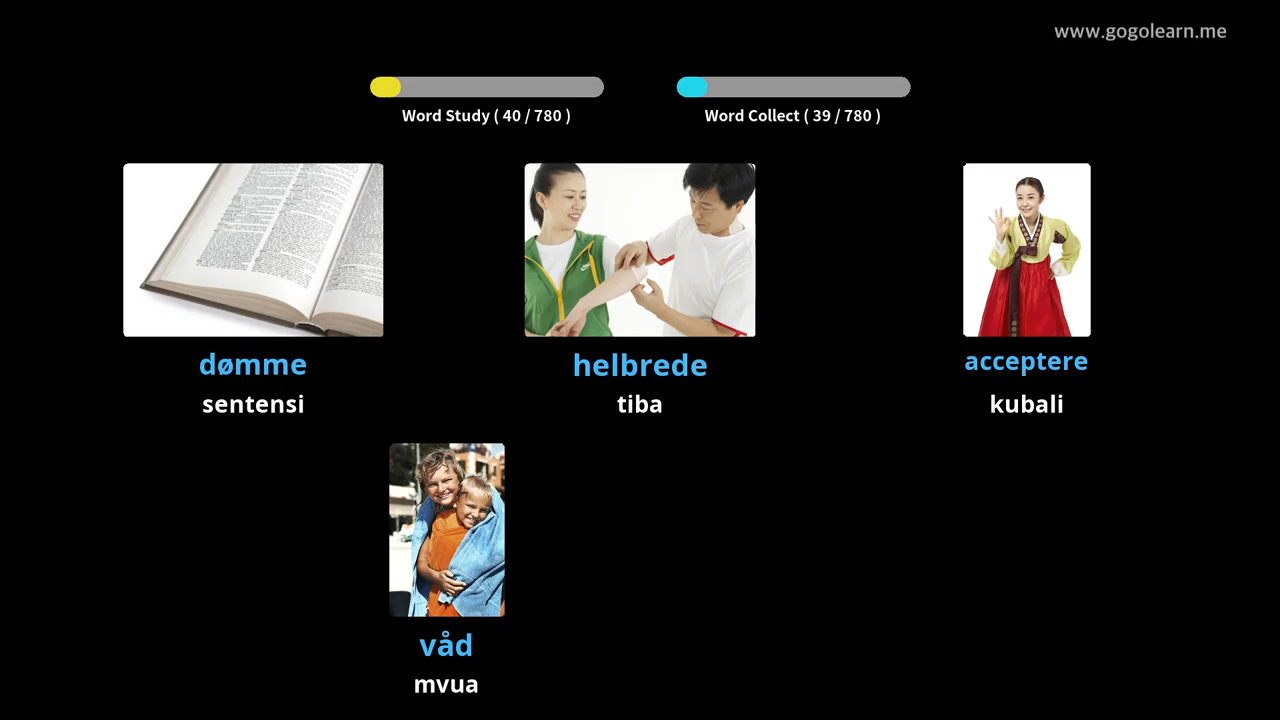 www.gogolearn.me
Word Study ( 40 / 780 )
Word Collect ( 39 / 780 )
dømme
sentensi
helbrede
tiba
acceptere
kubali
våd
mvua